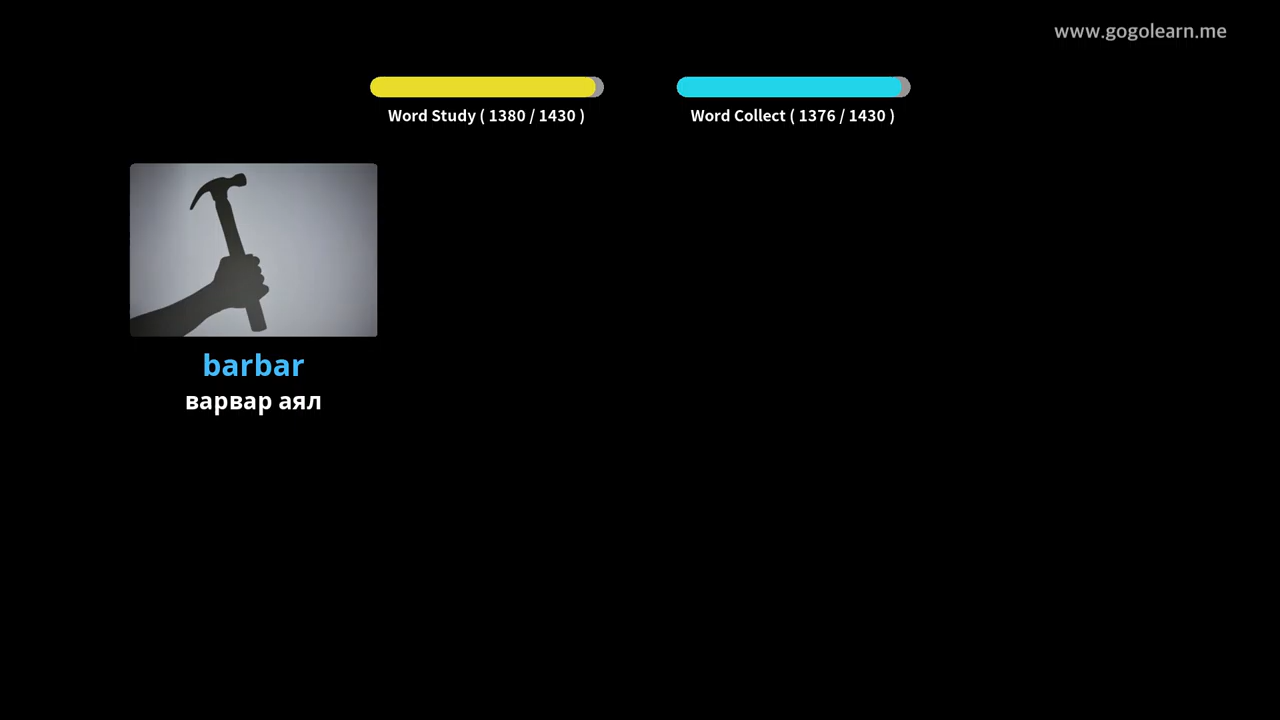 www.gogolearn.me
Word Study ( 1380 / 1430 )
Word Collect ( 1376 / 1430 )
barbar
варвар аял